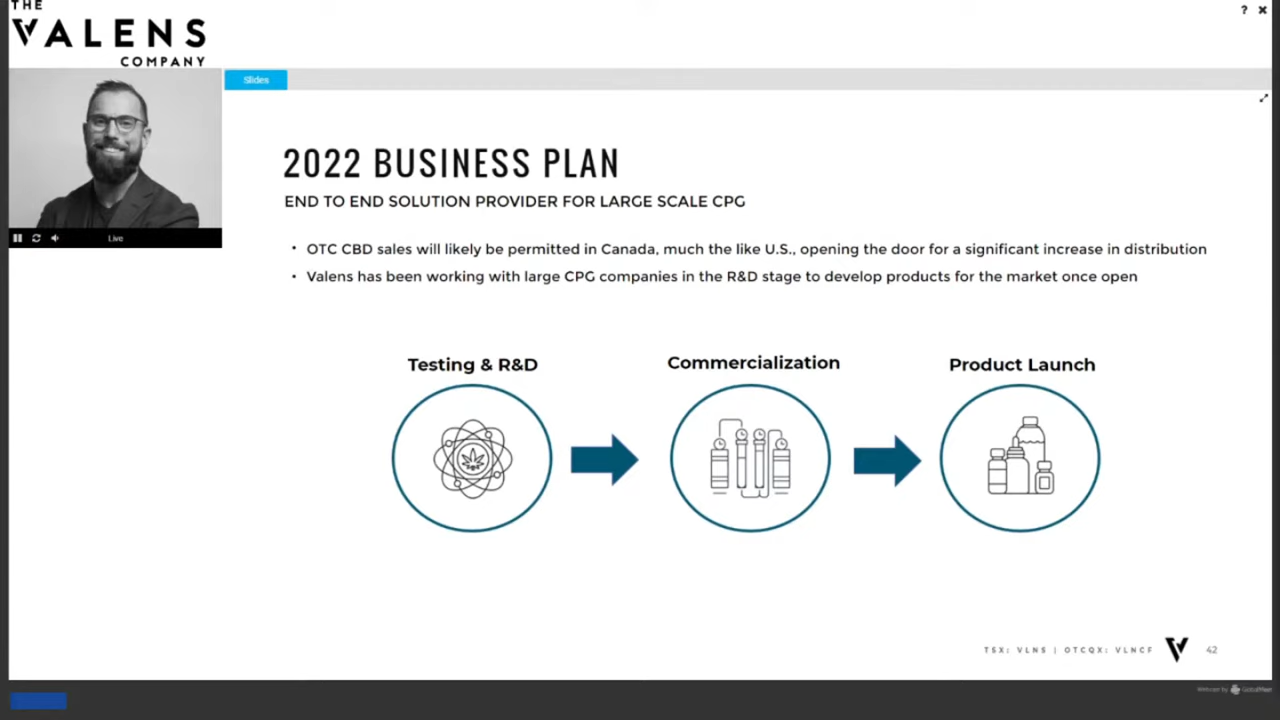 THE
VALENS
COMPANY
? ×
Slides
Live
2022 BUSINESS PLAN
END TO END SOLUTION PROVIDER FOR LARGE SCALE CPG
• OTC CBD sales will likely be permitted in Canada, much the like U.S., opening the door for a significant increase in distribution
• Valens has been working with large CPG companies in the R&D stage to develop products for the market once open
Testing & R&D
Commercialization
Product Launch
TSX: VLNS | OTCQX: VLNCF
42
Webcast by GlobalMeet